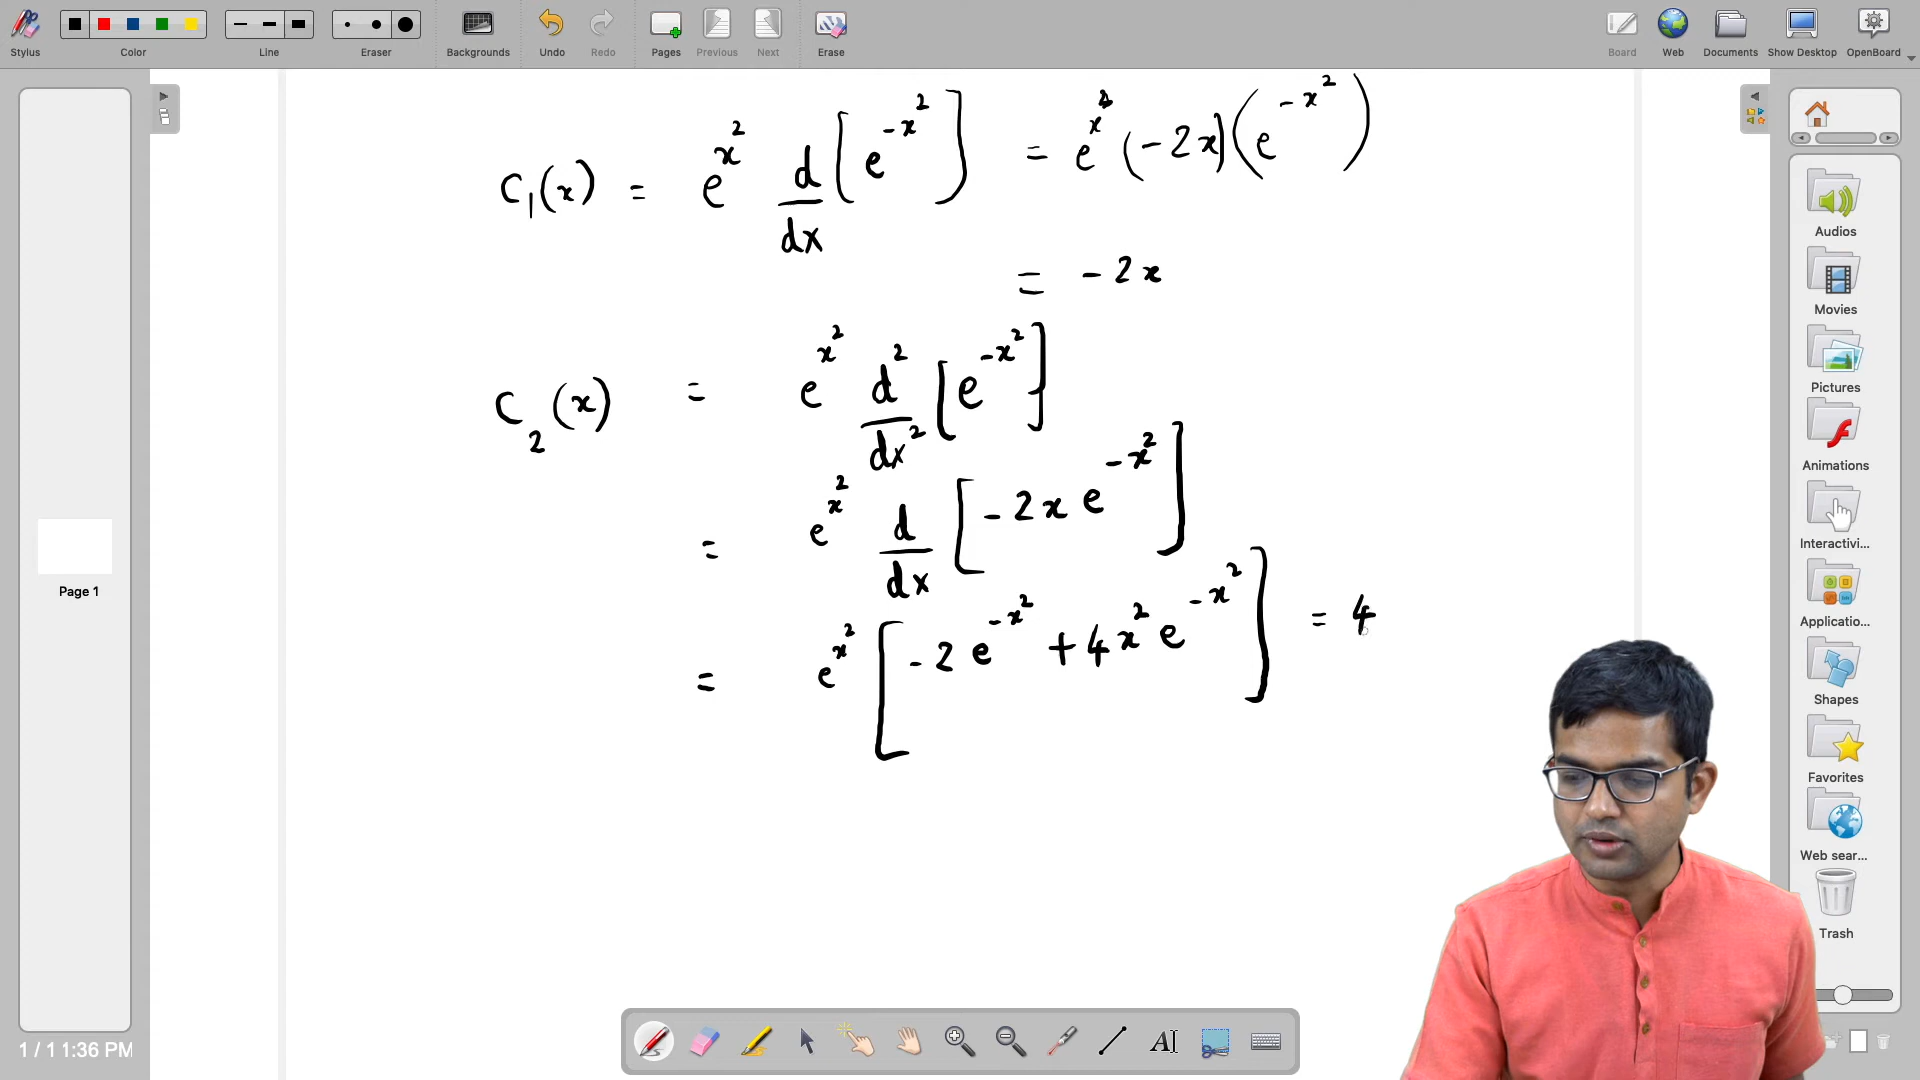 Stylus Color Line Eraser Backgrounds Undo Redo Pages Previous Next Erase Board Web Documents Show Desktop OpenBoard
C₁(x) = e^{x²} d/dx [e^{-x²}] = e^{x²} (-2x)(e^{-x²})
= -2x
C₂(x) = e^{x²} d²/dx² [e^{-x²}]
= e^{x²} d/dx [-2x e^{-x²}]
= e^{x²} [-2 e^{-x²} + 4x² e^{-x²}] = 4
Page 1
1 / 1 1:36 PM
Audios
Movies
Pictures
Animations
Interactivi...
Applicatio...
Shapes
Favorites
Web sear...
Trash